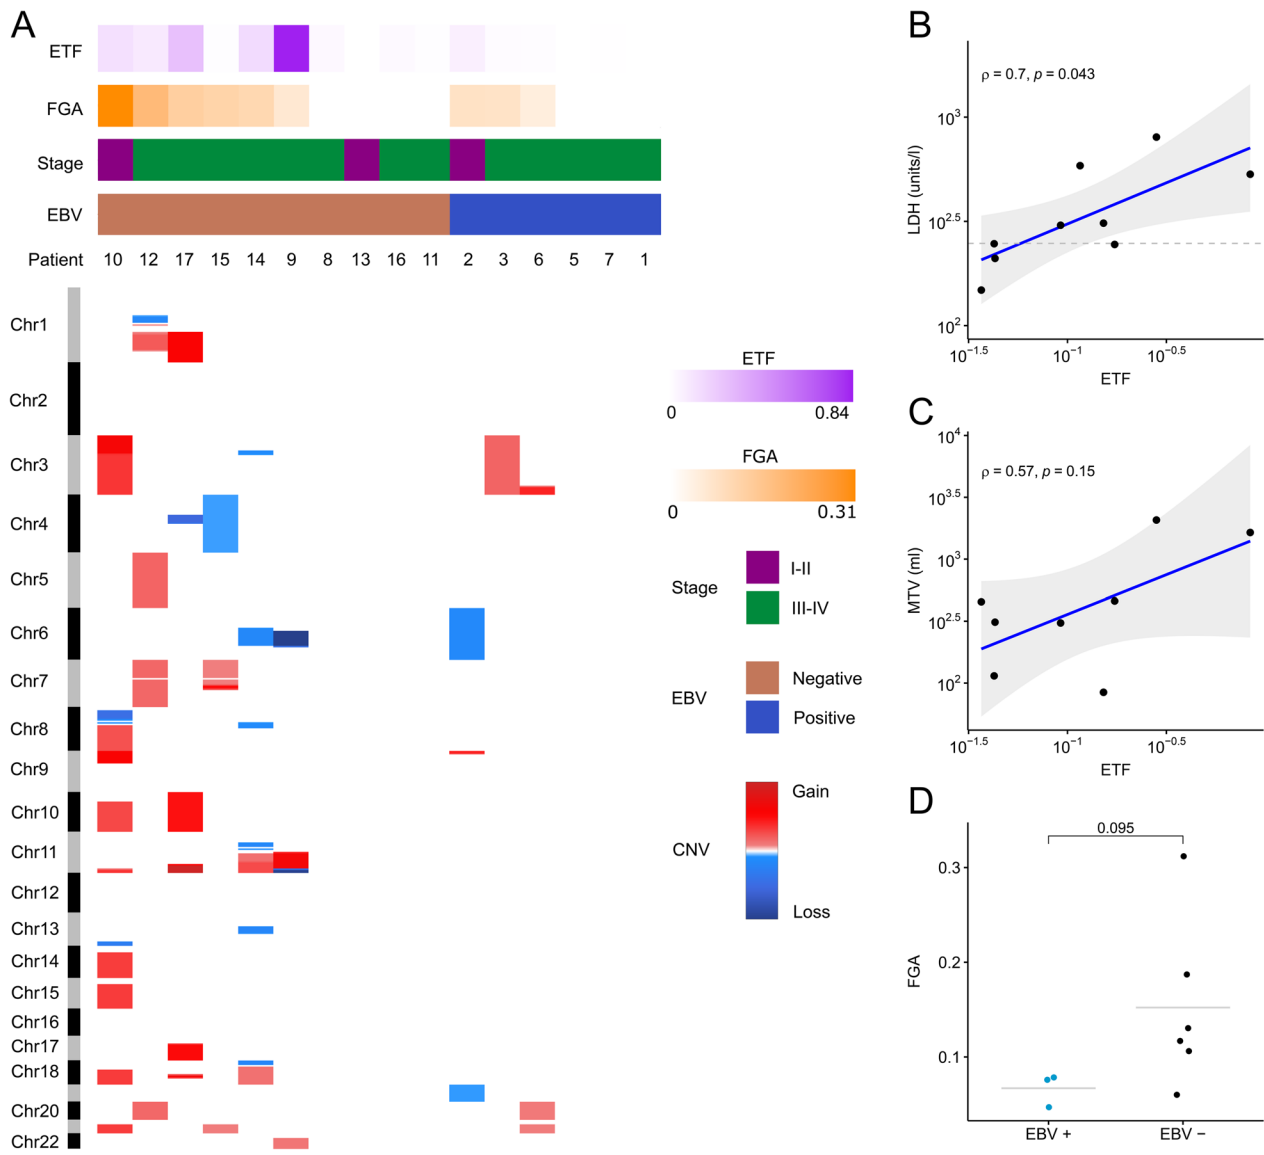 A
ETF
FGA
Stage
EBV
Patient 10 12 17 15 14 9 8 13 16 11 2 3 6 5 7 1
Chr1
Chr2
Chr3
Chr4
Chr5
Chr6
Chr7
Chr8
Chr9
Chr10
Chr11
Chr12
Chr13
Chr14
Chr15
Chr16
Chr17
Chr18
Chr20
Chr22
ETF
0 0.84
FGA
0 0.31
Stage
I-II
III-IV
EBV
Negative
Positive
CNV
Gain
Loss
B
ρ = 0.7, p = 0.043
LDH (units/l)
10³
10^2.5
10²
10^−1.5 10^−1 10^−0.5
ETF
C
ρ = 0.57, p = 0.15
MTV (ml)
10⁴
10^3.5
10³
10^2.5
10²
10^−1.5 10^−1 10^−0.5
ETF
D
0.095
FGA
0.3
0.2
0.1
EBV + EBV −